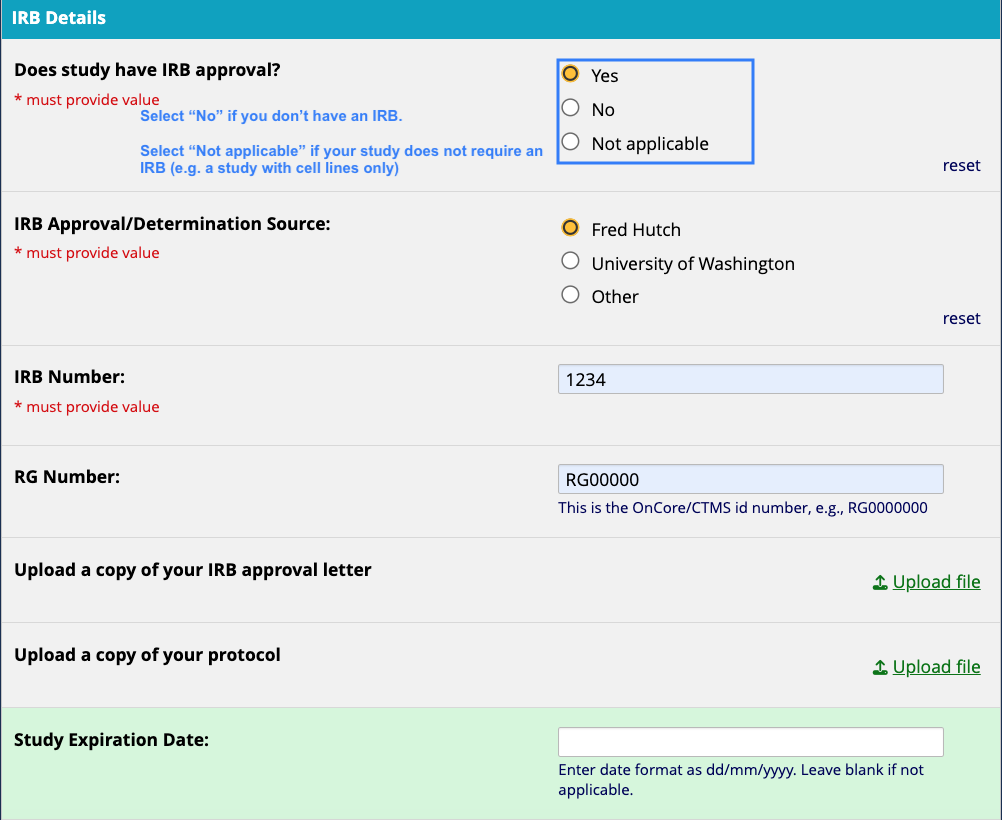 IRB Details
Does study have IRB approval?
* must provide value
Select “No” if you don’t have an IRB.
Select “Not applicable” if your study does not require an
IRB (e.g. a study with cell lines only)
Yes
No
Not applicable
reset
IRB Approval/Determination Source:
* must provide value
Fred Hutch
University of Washington
Other
reset
IRB Number:
* must provide value
1234
RG Number:
RG00000
This is the OnCore/CTMS id number, e.g., RG0000000
Upload a copy of your IRB approval letter
Upload file
Upload a copy of your protocol
Upload file
Study Expiration Date:
Enter date format as dd/mm/yyyy. Leave blank if not
applicable.